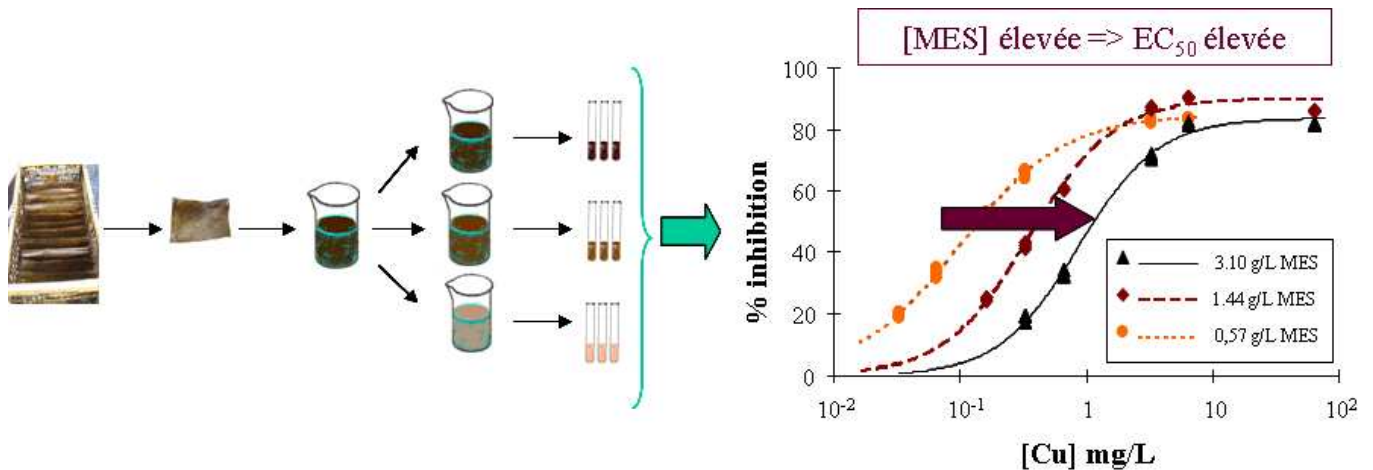 [MES] élevée => EC50 élevée
100
80
60
40
20
0
% inhibition
3.10 g/L MES
1.44 g/L MES
0,57 g/L MES
10-2
10-1
1
10
102
[Cu] mg/L